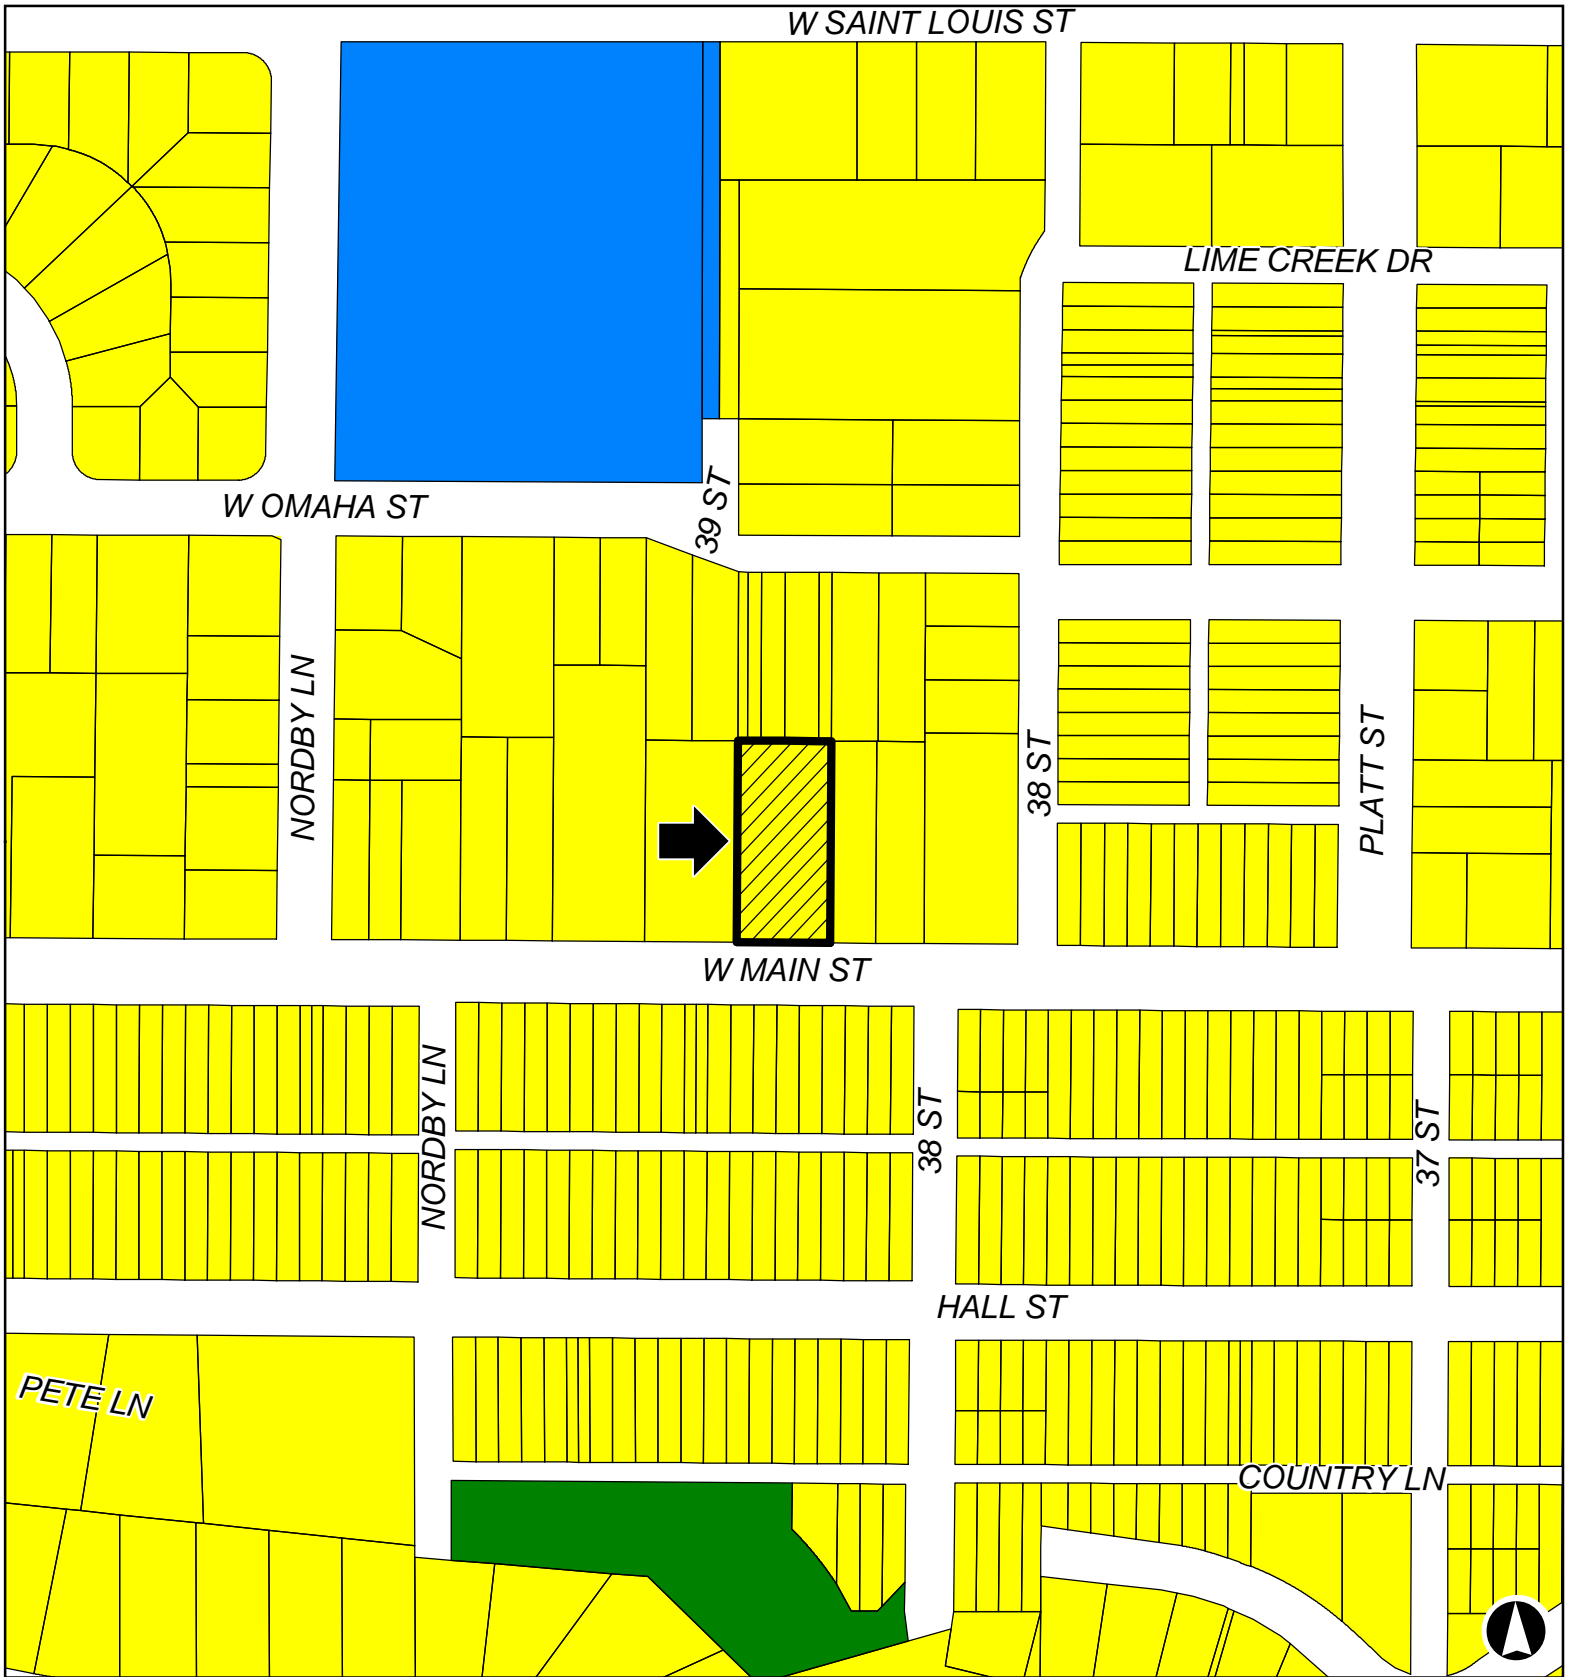 W SAINT LOUIS ST
LIME CREEK DR
W OMAHA ST
39 ST
NORDBY LN
38 ST
PLATT ST
W MAIN ST
NORDBY LN
38 ST
37 ST
HALL ST
PETE LN
COUNTRY LN